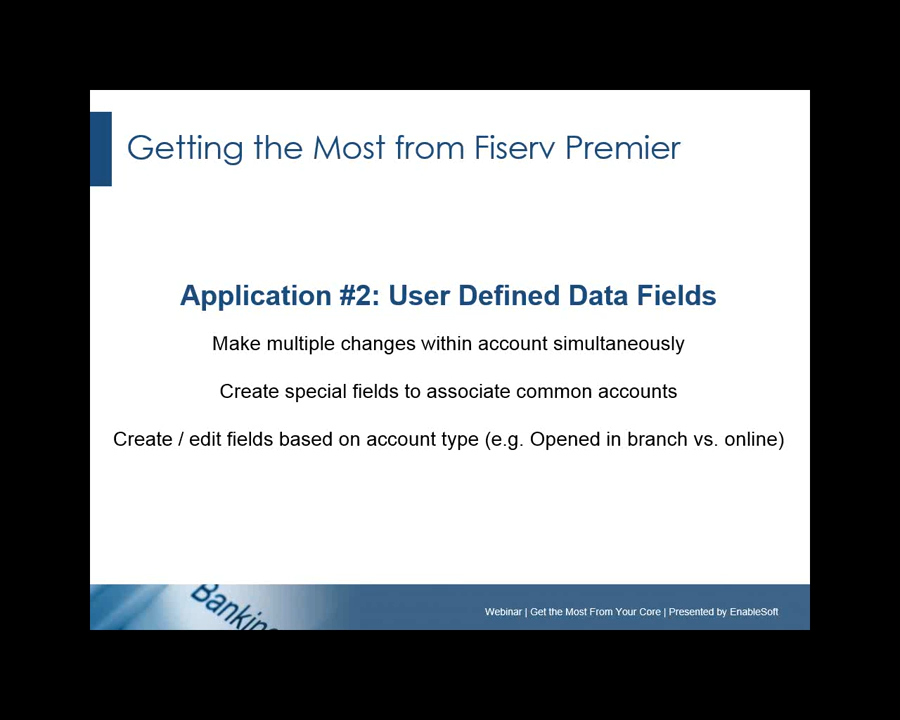 Getting the Most from Fiserv Premier
Application #2: User Defined Data Fields
Make multiple changes within account simultaneously
Create special fields to associate common accounts
Create / edit fields based on account type (e.g. Opened in branch vs. online)
Webinar | Get the Most From Your Core | Presented by EnableSoft